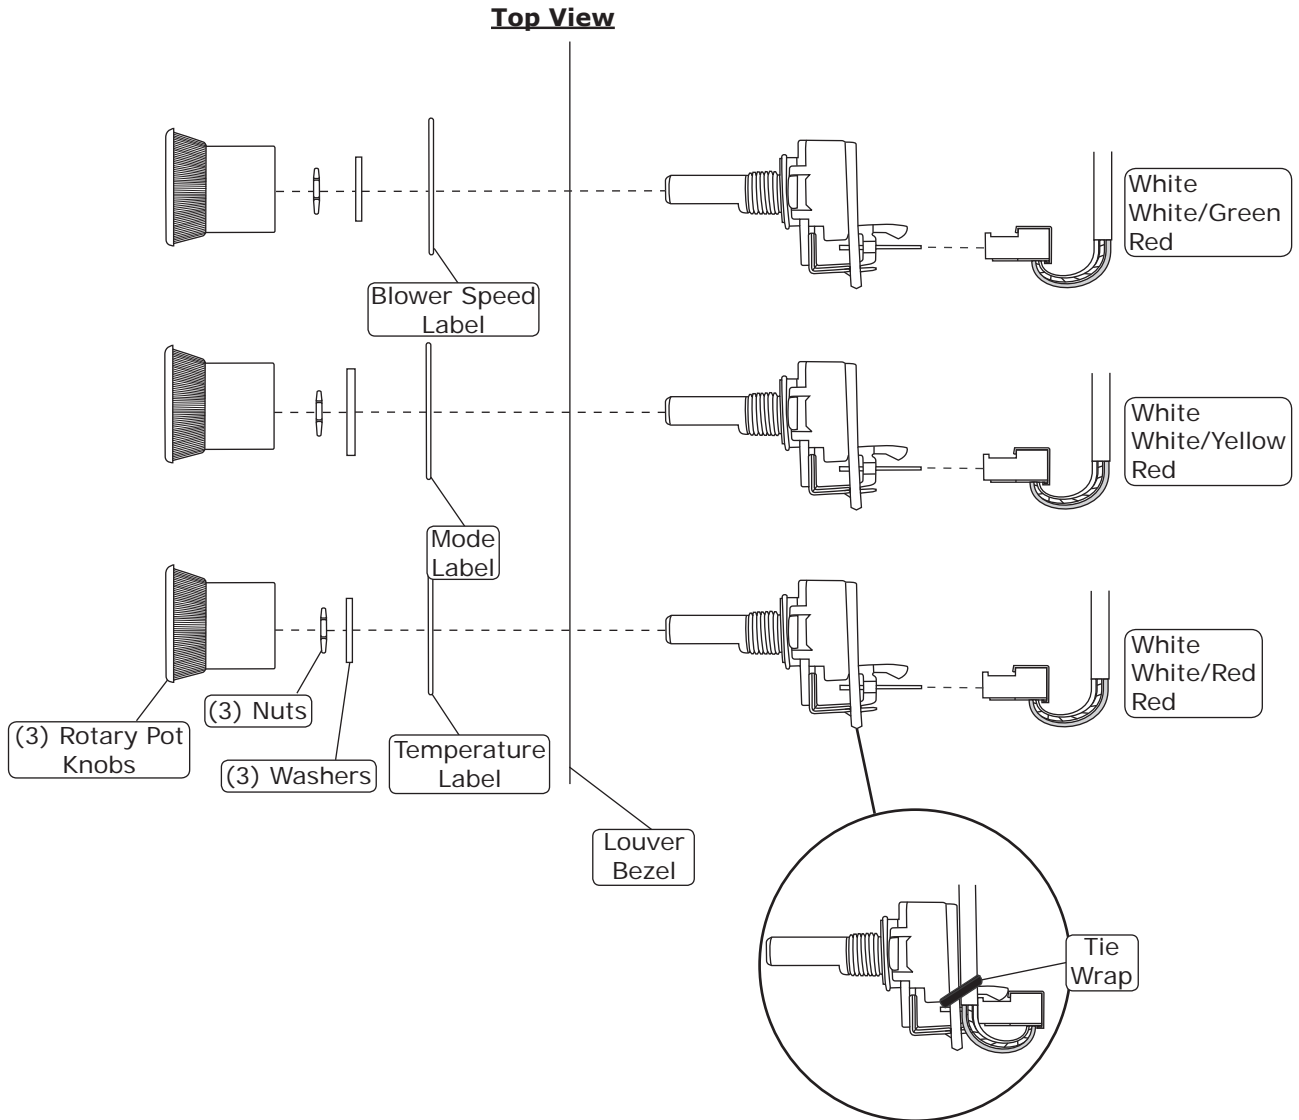 Top View
White
White/Green
Red
Blower Speed
Label
White
White/Yellow
Red
Mode
Label
White
White/Red
Red
(3) Rotary Pot
Knobs
(3) Nuts
(3) Washers
Temperature
Label
Louver
Bezel
Tie
Wrap